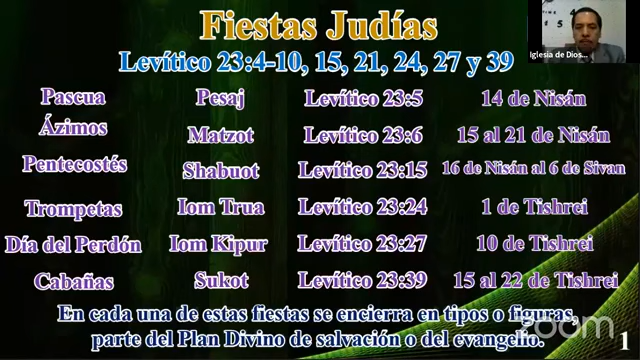 Fiestas Judías
Levítico 23:4-10, 15, 21, 24, 27 y 39
Iglesia de Dios...
Pascua Pesaj Levítico 23:5 14 de Nisán
Ázimos Matzot Levítico 23:6 15 al 21 de Nisán
Pentecostés Shabuot Levítico 23:15 16 de Nisán al 6 de Sivan
Trompetas Iom Trua Levítico 23:24 1 de Tishrei
Día del Perdón Iom Kipur Levítico 23:27 10 de Tishrei
Cabañas Sukot Levítico 23:39 15 al 22 de Tishrei
En cada una de estas fiestas se encierra en tipos o figuras,
parte del Plan Divino de salvación o del evangelio.
zoom
1